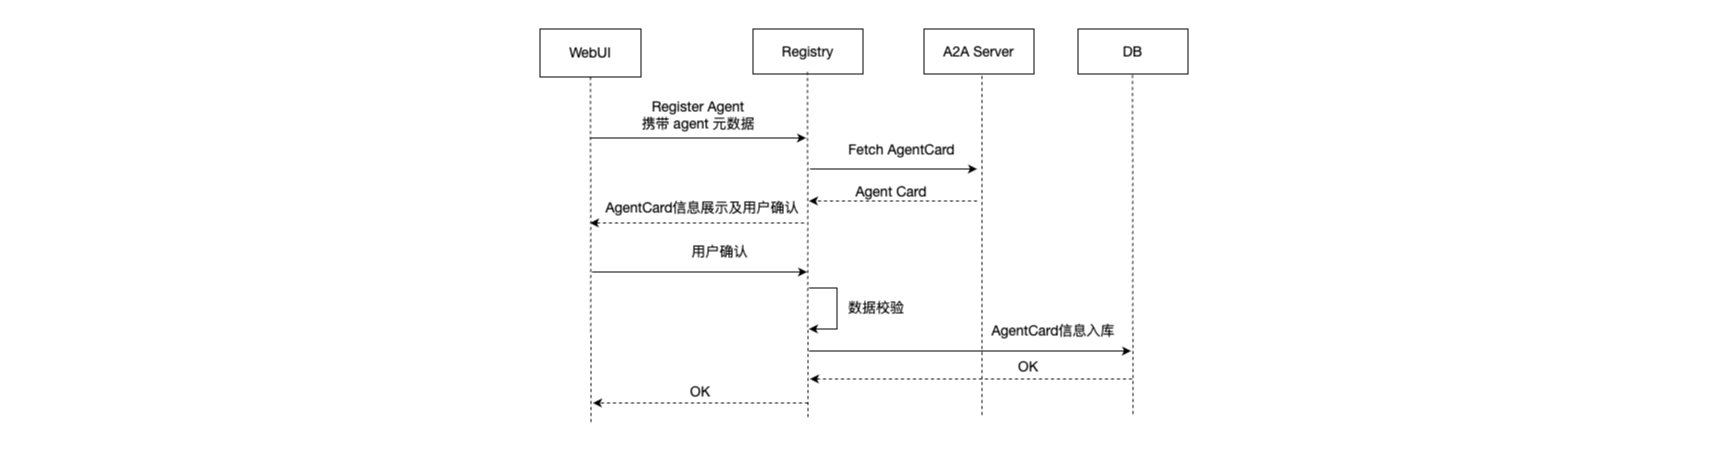 WebUI
Registry
A2A Server
DB
Register Agent
携带 agent 元数据
Fetch AgentCard
Agent Card
AgentCard信息展示及用户确认
用户确认
数据校验
AgentCard信息入库
OK
OK